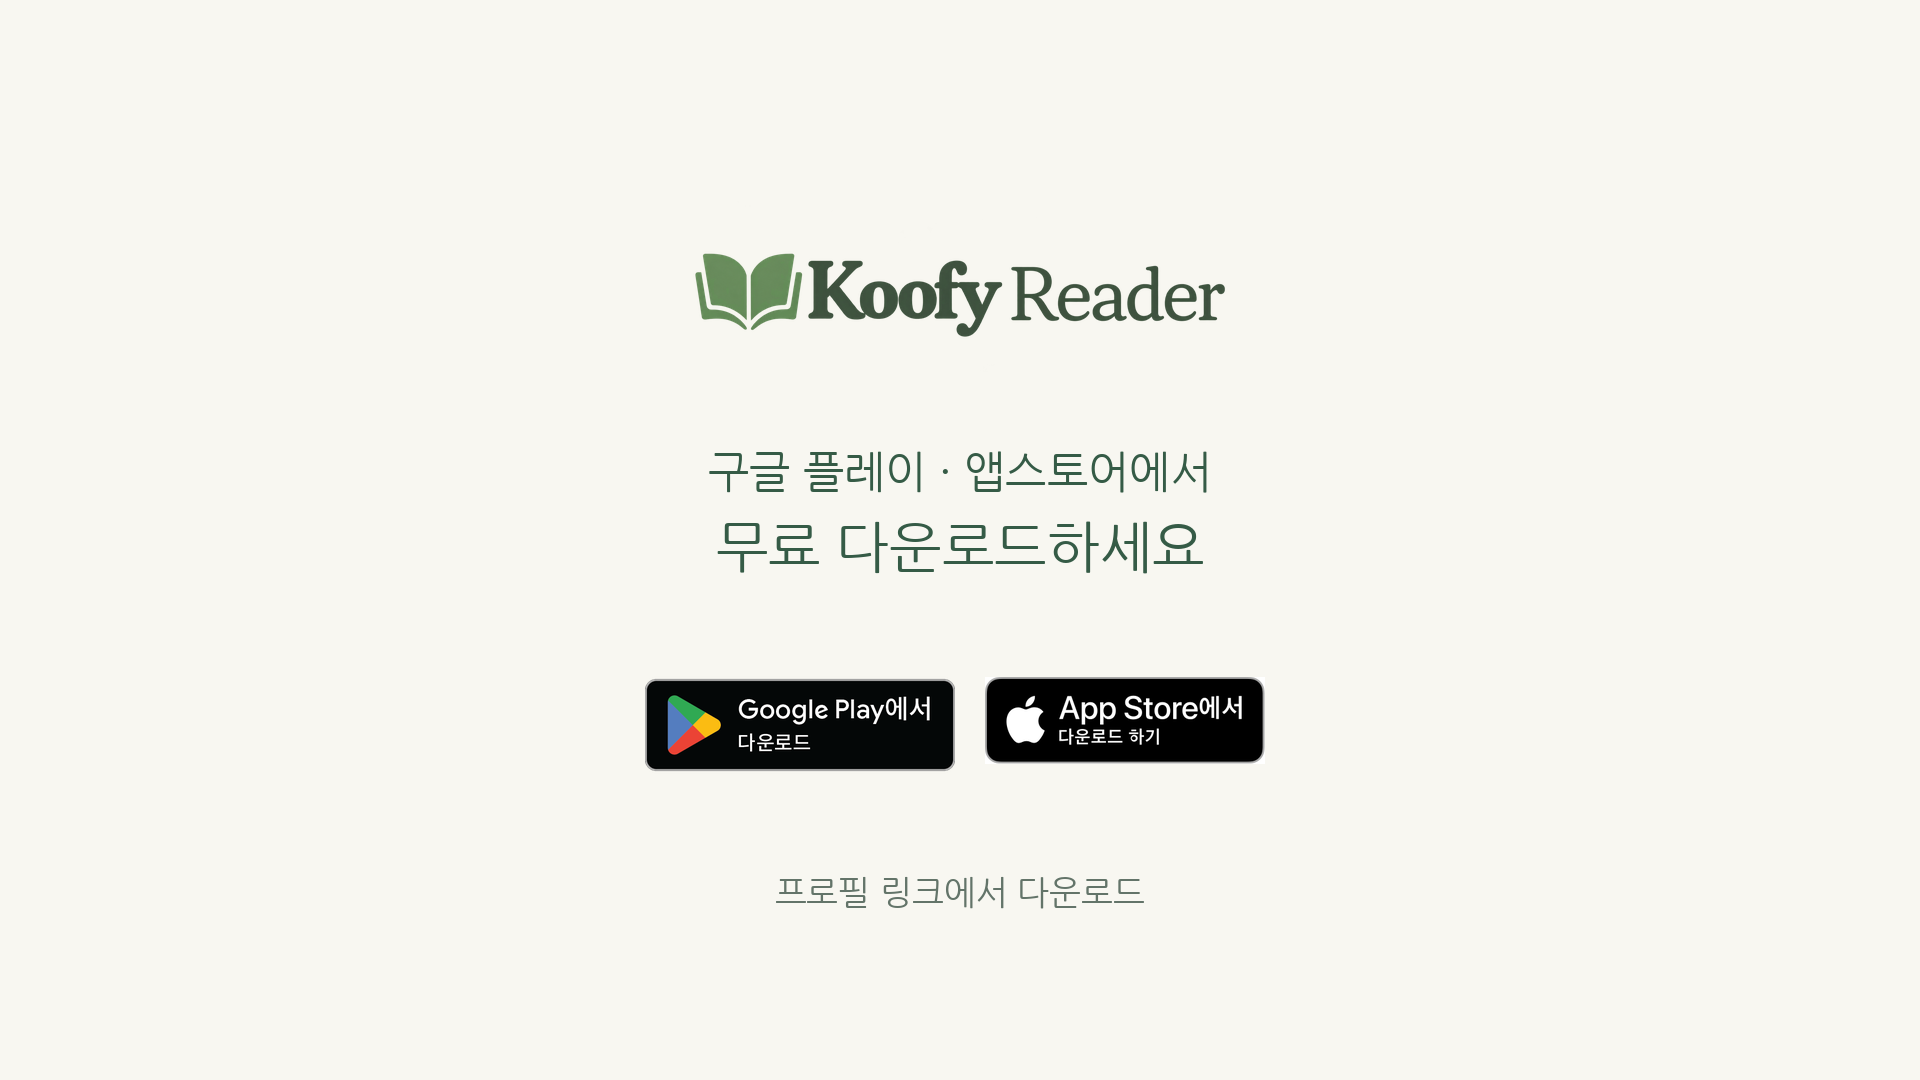 Koofy Reader
구글 플레이 · 앱스토어에서
무료 다운로드하세요
Google Play에서
다운로드
App Store에서
다운로드 하기
프로필 링크에서 다운로드